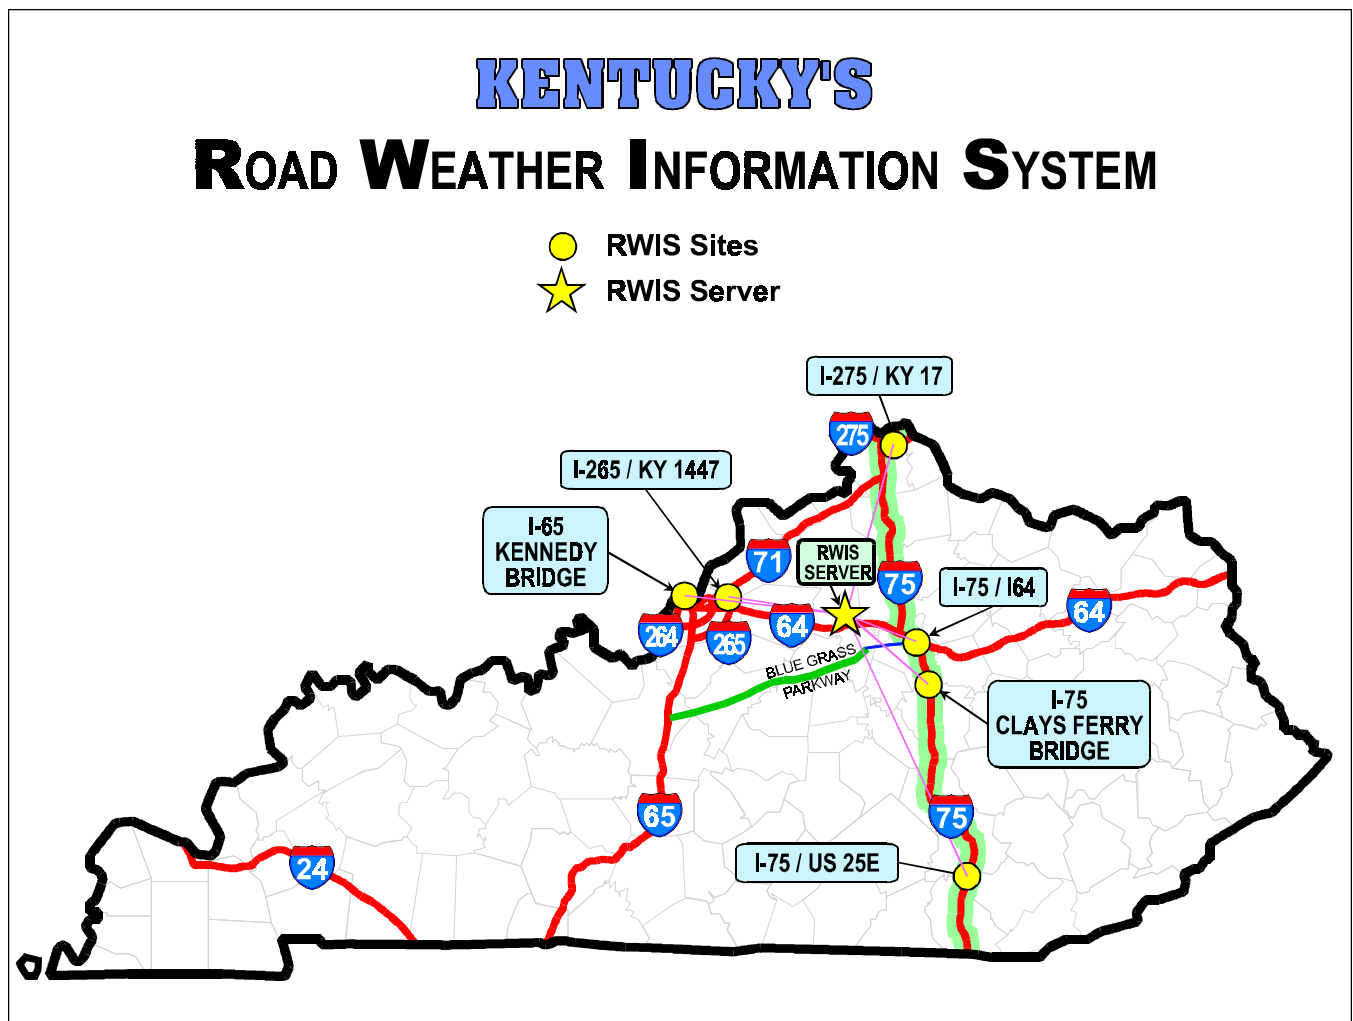 KENTUCKY'S
ROAD WEATHER INFORMATION SYSTEM
RWIS Sites
RWIS Server
I-275 / KY 17
275
I-265 / KY 1447
I-65
KENNEDY
BRIDGE
71
RWIS
SERVER
75
I-75 / I64
64
264
265
64
BLUE GRASS
PARKWAY
I-75
CLAYS FERRY
BRIDGE
65
75
I-75 / US 25E
24